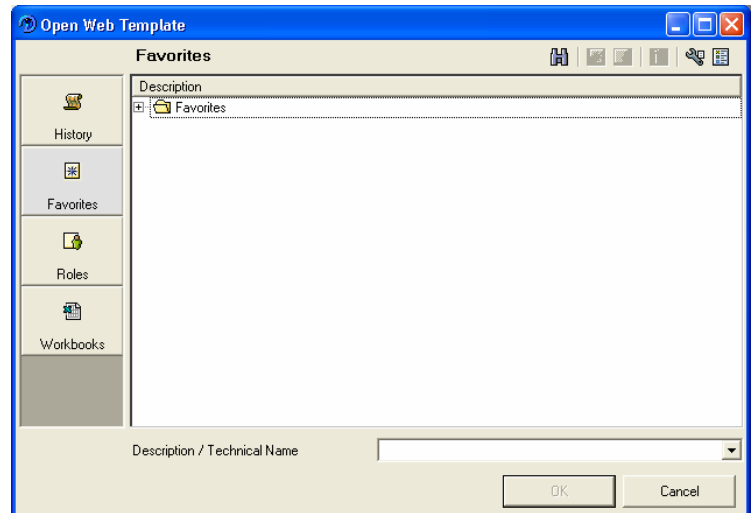 Open Web Template
Favorites
Description
Favorites
History
Favorites
Roles
Workbooks
Description / Technical Name
OK
Cancel